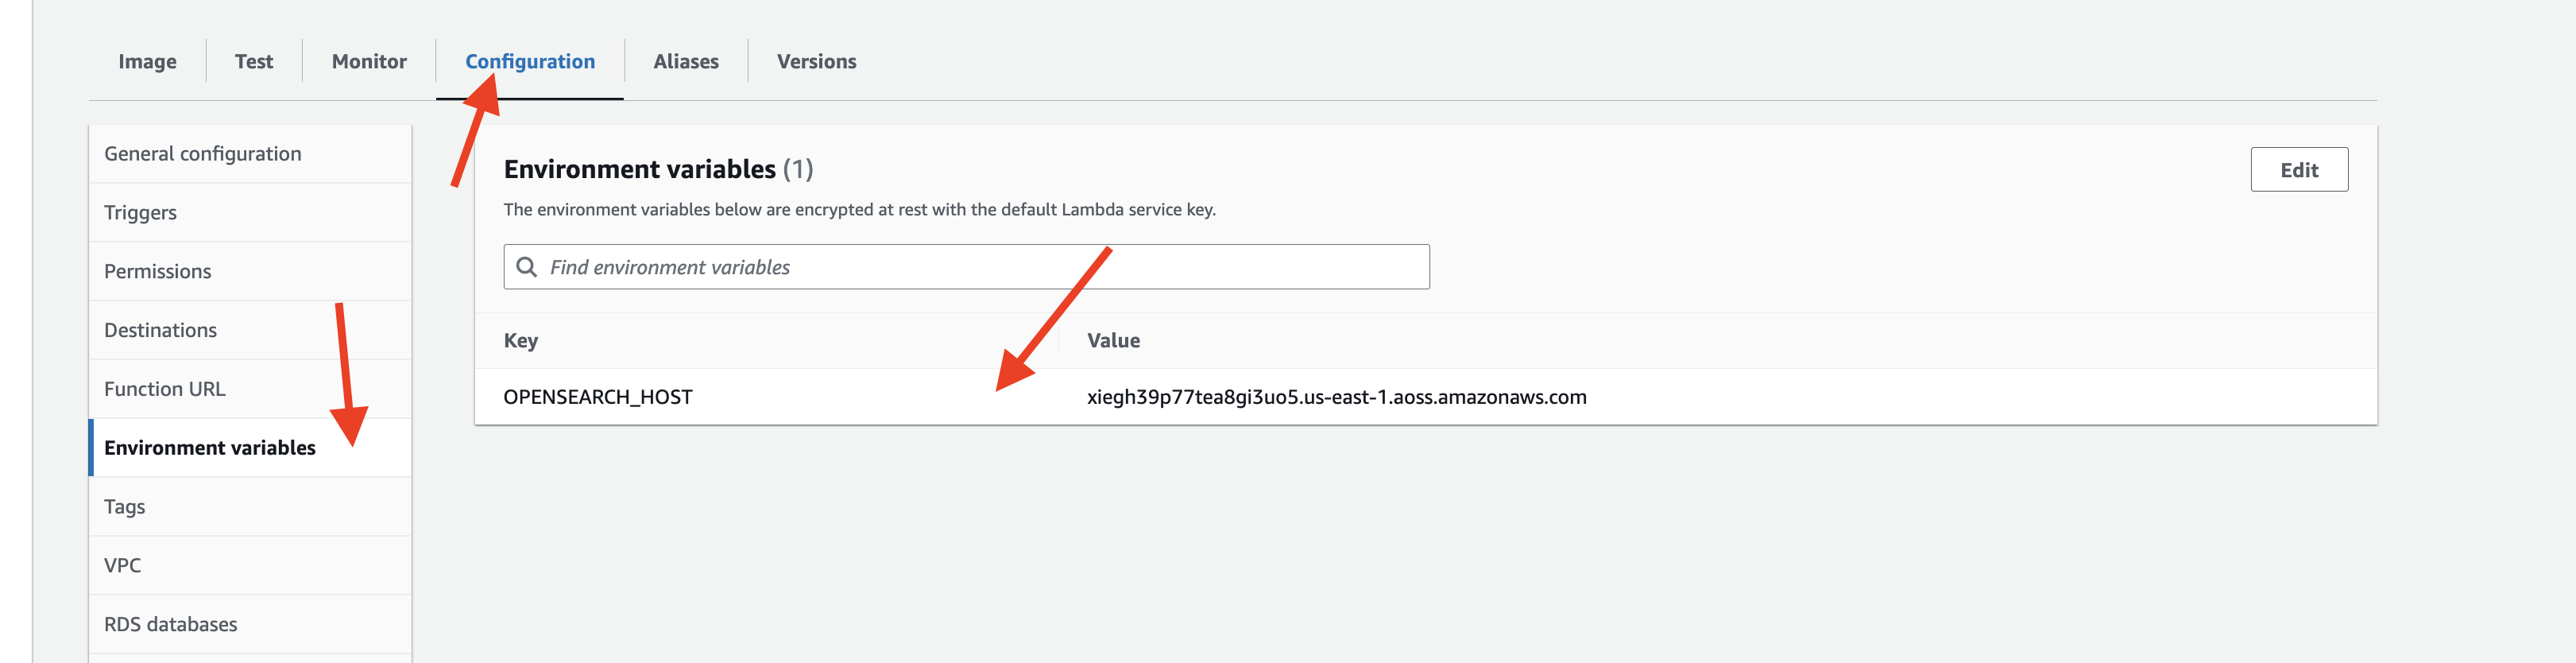 Image
Test
Monitor
Configuration
Aliases
Versions
General configuration
Triggers
Permissions
Destinations
Function URL
Environment variables
Tags
VPC
RDS databases
Environment variables (1)
Edit
The environment variables below are encrypted at rest with the default Lambda service key.
Find environment variables
Key
Value
OPENSEARCH_HOST
xiegh39p77tea8gi3uo5.us-east-1.aoss.amazonaws.com